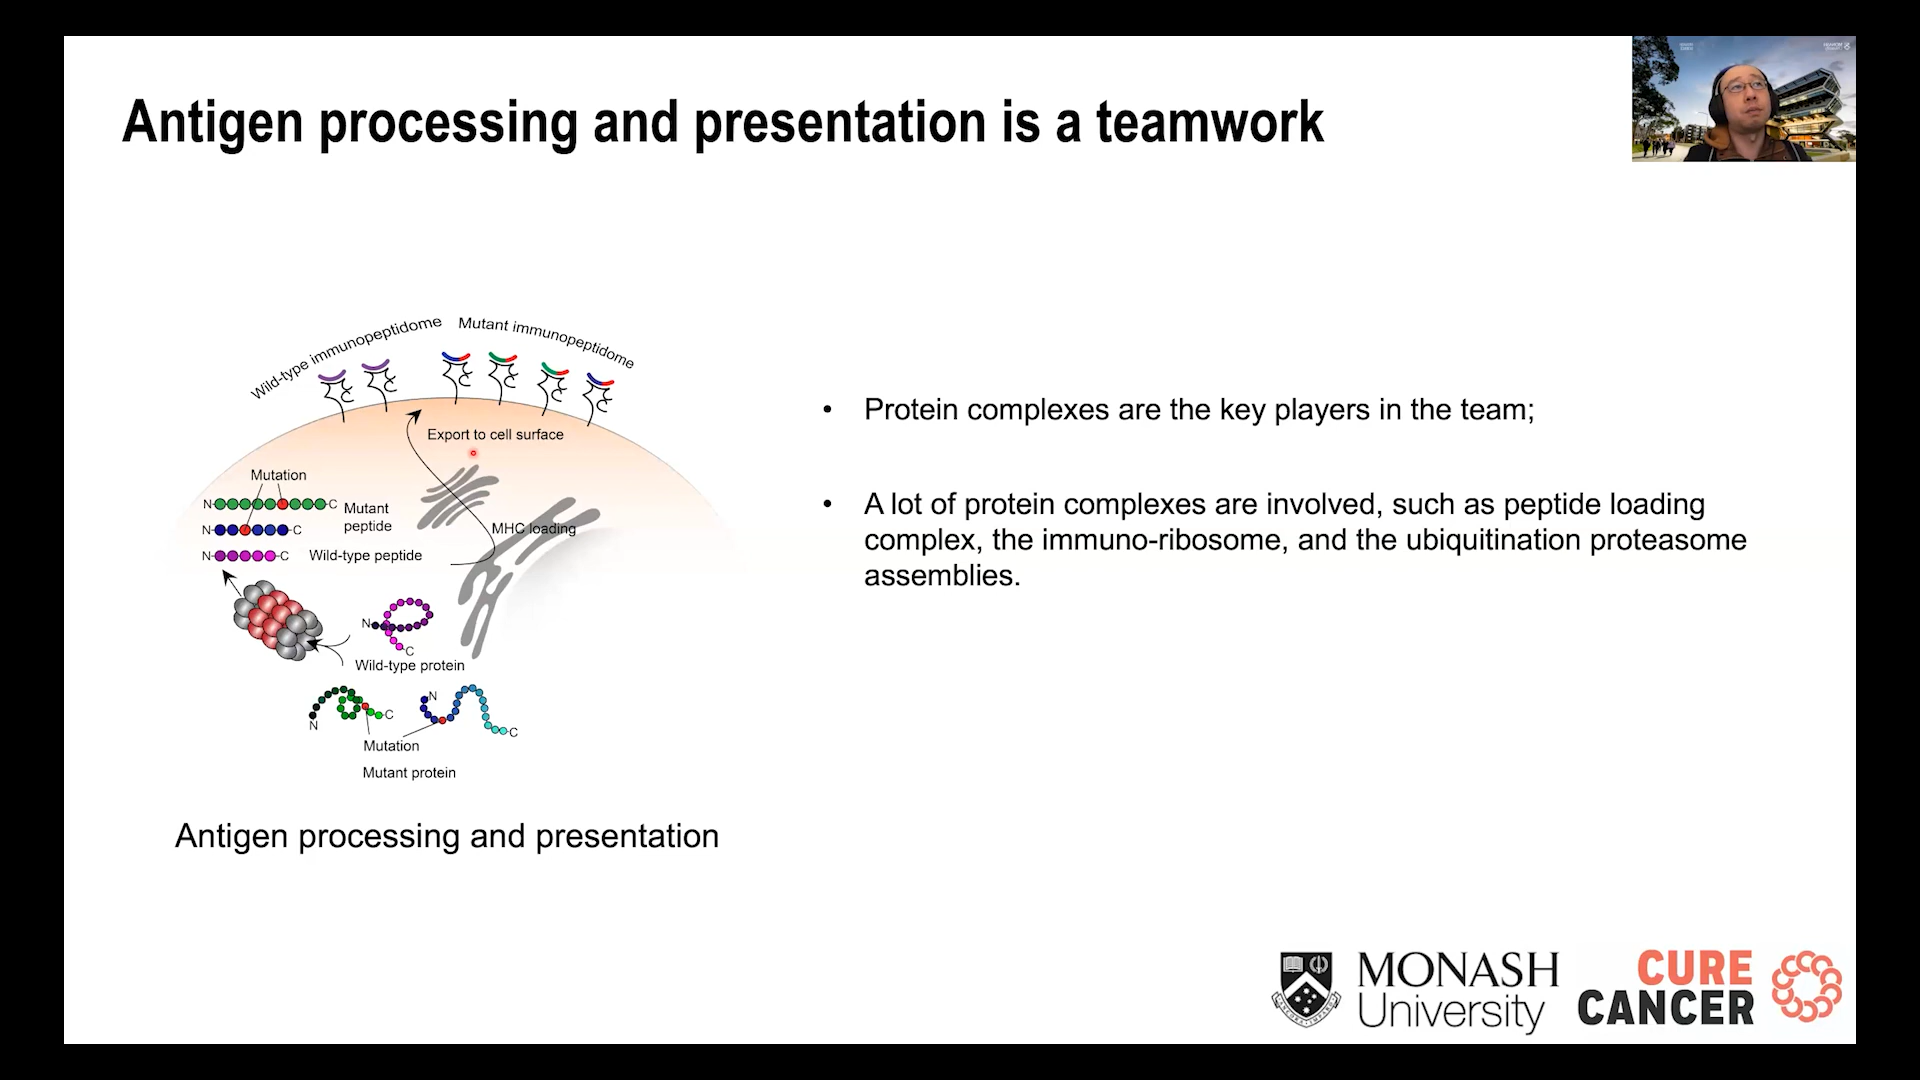 Antigen processing and presentation is a teamwork
Wild-type immunopeptidome
Mutant immunopeptidome
Export to cell surface
Mutation
N
C
Mutant
peptide
N
C
N
C
Wild-type peptide
MHC loading
N
C
Wild-type protein
N
C
N
C
Mutation
Mutant protein
Antigen processing and presentation
• Protein complexes are the key players in the team;
• A lot of protein complexes are involved, such as peptide loading
complex, the immuno-ribosome, and the ubiquitination proteasome
assemblies.
MONASH
University
CURE
CANCER